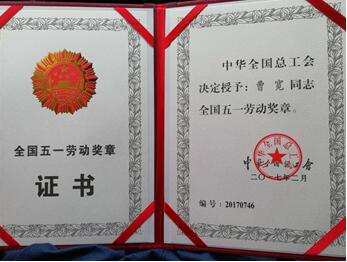 全国五一劳动奖章
证书
中华全国总工会
决定授予：曹宽同志
全国五一劳动奖章。
中华全国总工会
二〇一七年二月
编号：20170746